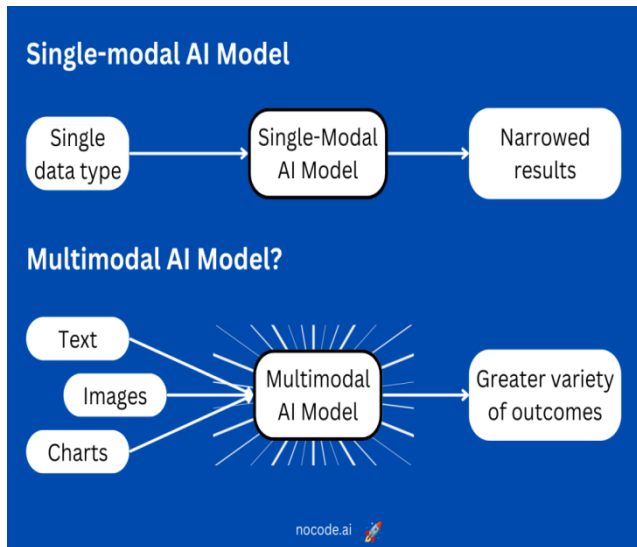 Single-modal AI Model
Single
data type
Single-Modal
AI Model
Narrowed
results
Multimodal AI Model?
Text
Images
Charts
Multimodal
AI Model
Greater variety
of outcomes
nocode.ai